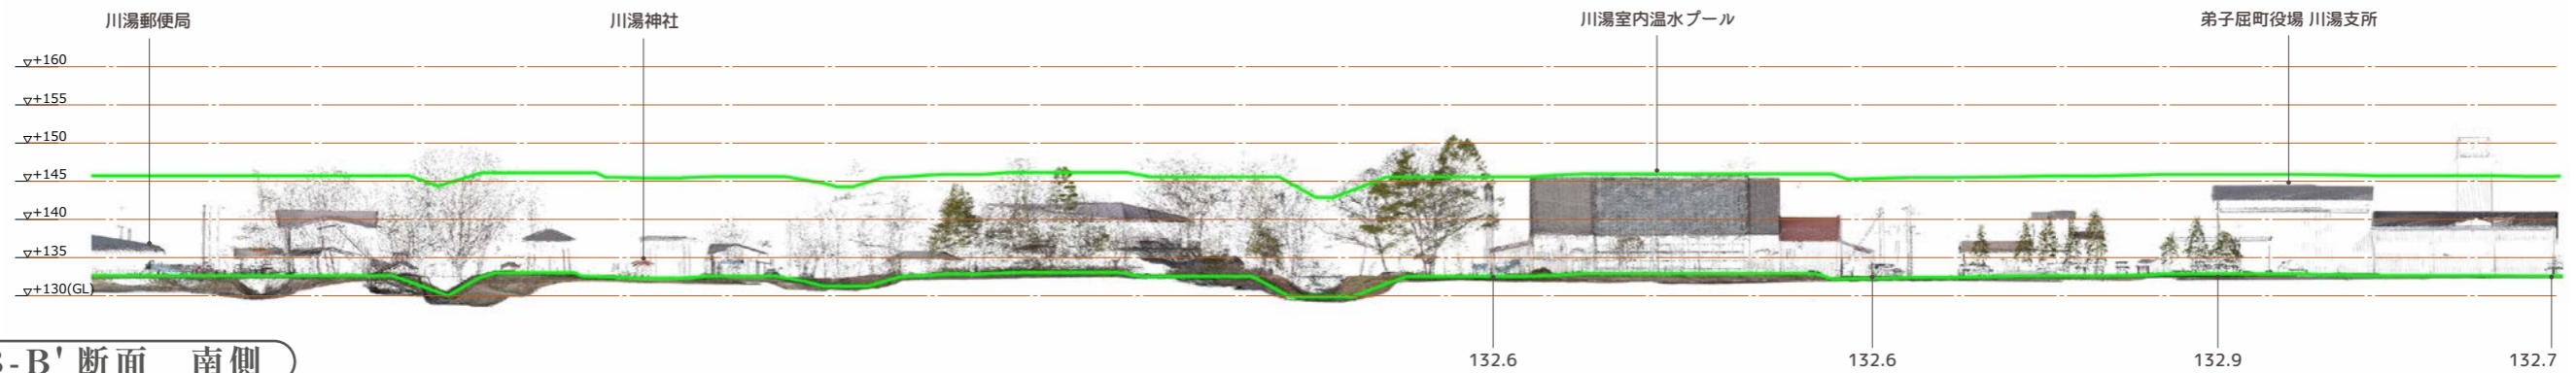 川湯郵便局
川湯神社
川湯室内温水プール
弟子屈町役場 川湯支所
▽+160
▽+155
▽+150
▽+145
▽+140
▽+135
▽+130(GL)
132.6
132.6
132.9
132.7
-B' 断面 南側